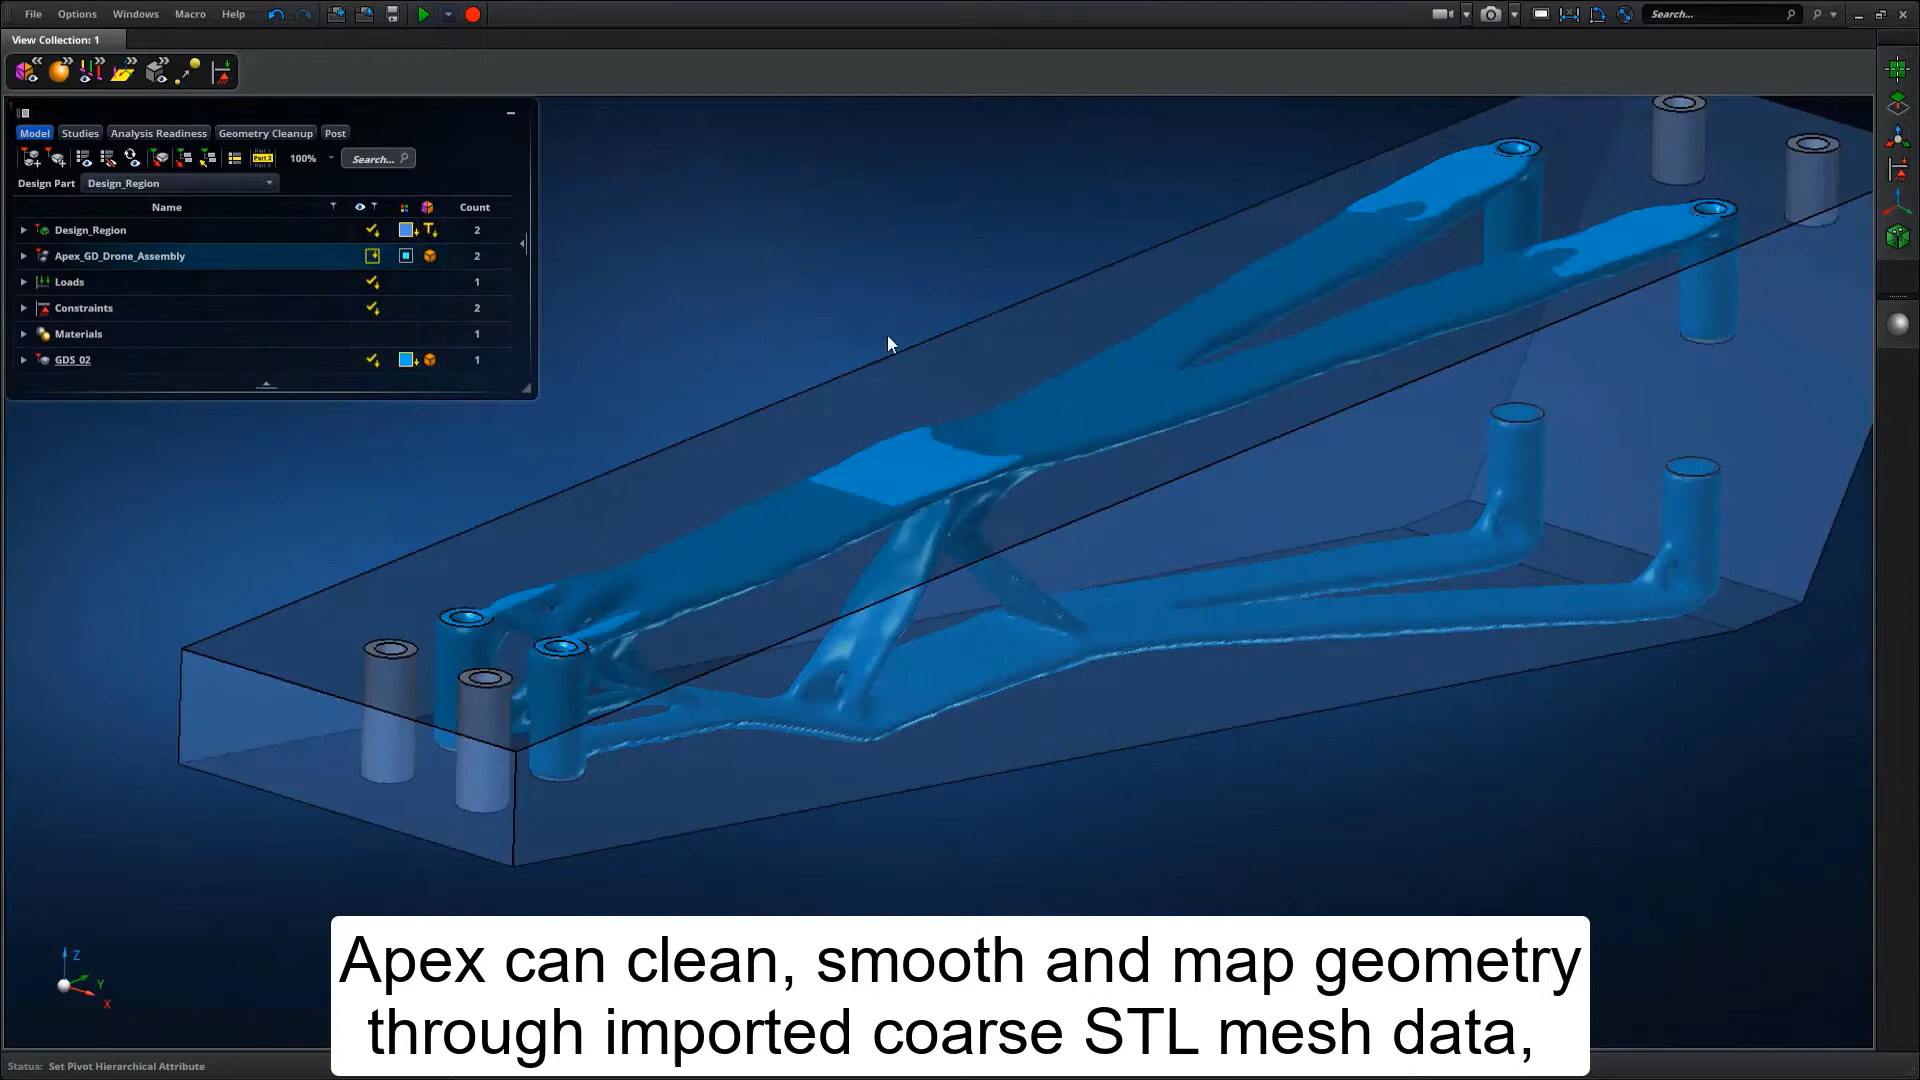 File Options Windows Macro Help Search...
View Collection: 1
Model Studies Analysis Readiness Geometry Cleanup Post
100% Search...
Design Part Design_Region
Name Count
Design_Region 2
Apex_GD_Drone_Assembly 2
Loads 1
Constraints 2
Materials 1
GDS_02 1
Z
Y
X
Apex can clean, smooth and map geometry
through imported coarse STL mesh data,
Status: Set Pivot Hierarchical Attribute